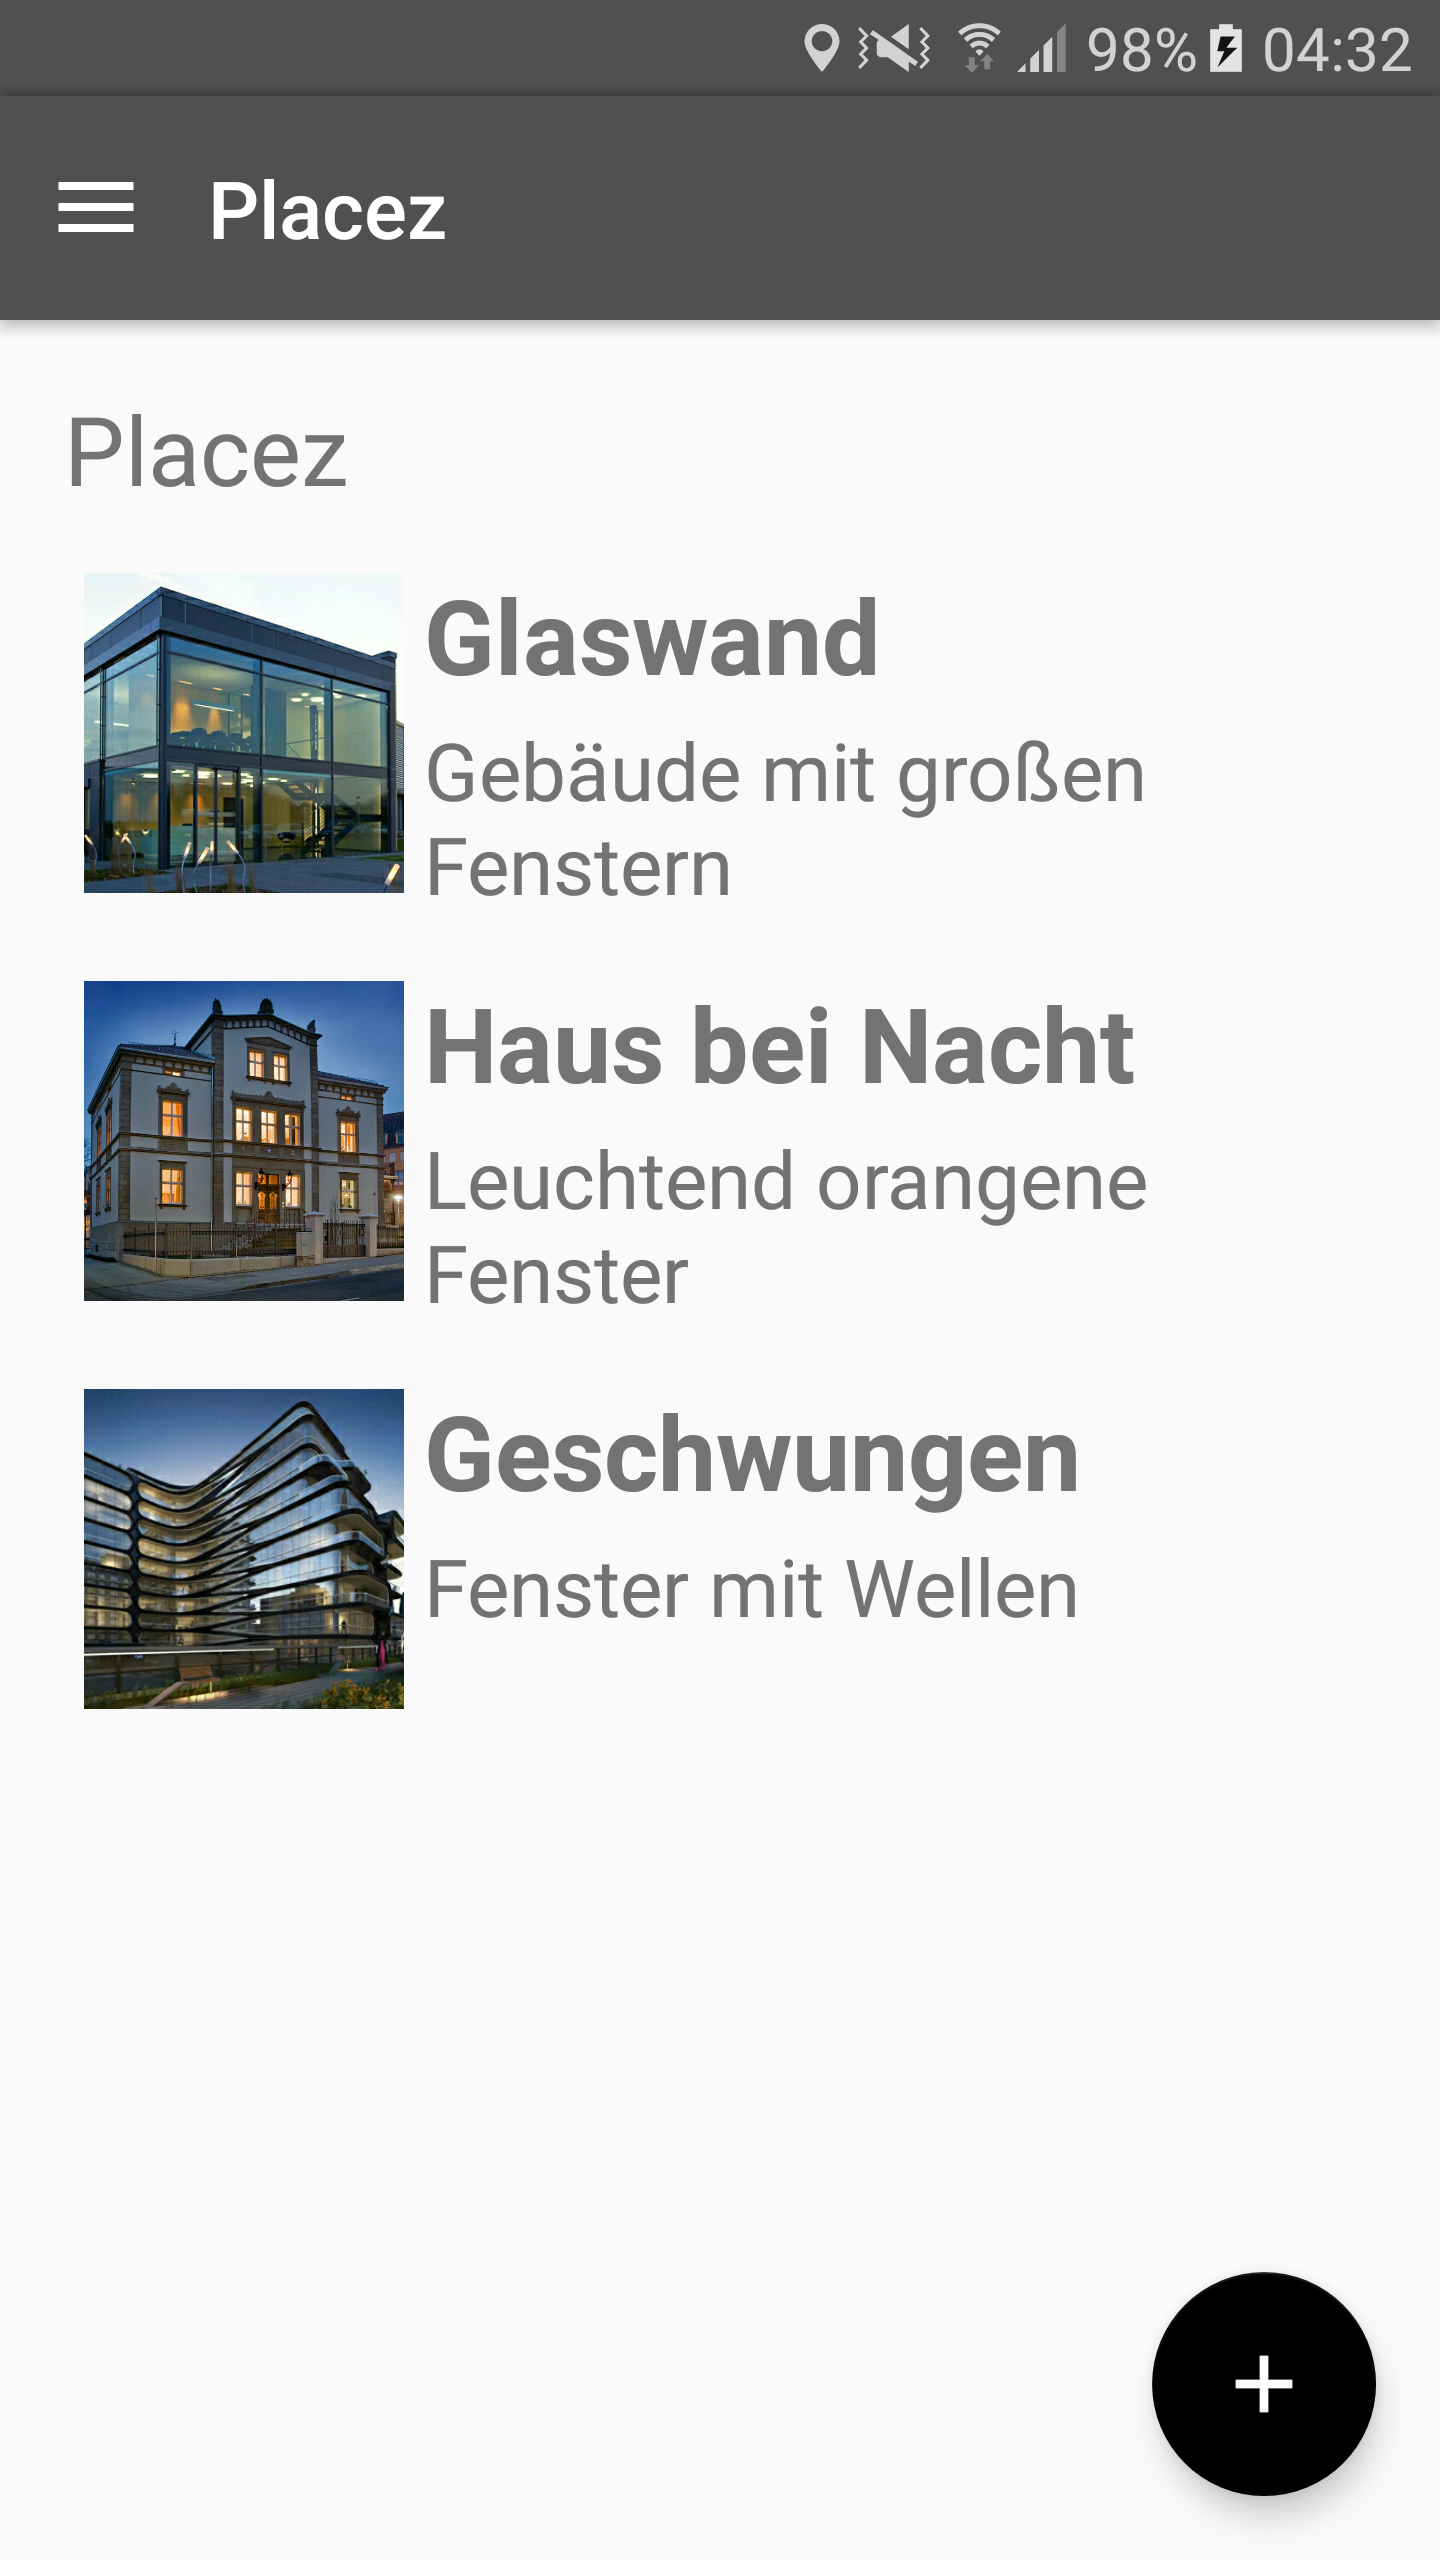 98% 04:32
Placez
Placez
Glaswand
Gebäude mit großen
Fenstern
Haus bei Nacht
Leuchtend orangene
Fenster
Geschwungen
Fenster mit Wellen